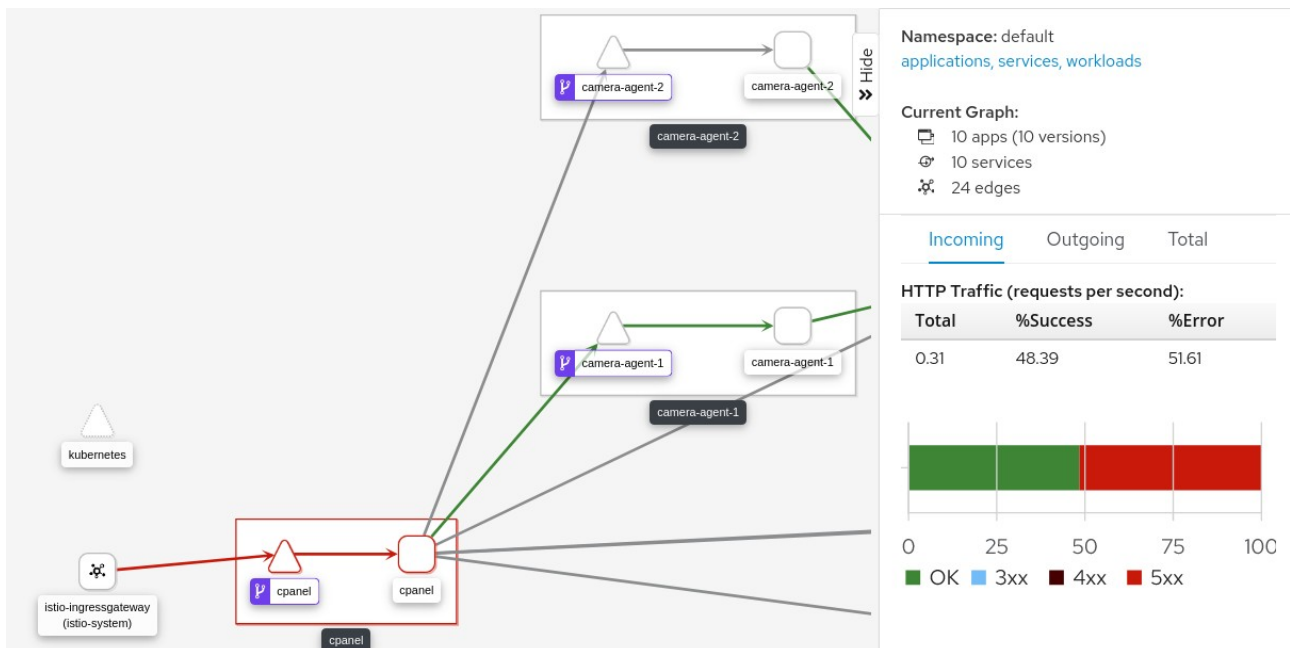 camera-agent-2
camera-agent-2
camera-agent-2
camera-agent-1
camera-agent-1
camera-agent-1
kubernetes
istio-ingressgateway
(istio-system)
cpanel
cpanel
cpanel
Hide
Namespace: default
applications, services, workloads
Current Graph:
10 apps (10 versions)
10 services
24 edges
Incoming Outgoing Total
HTTP Traffic (requests per second):
Total %Success %Error
0.31 48.39 51.61
0 25 50 75 100
OK 3xx 4xx 5xx